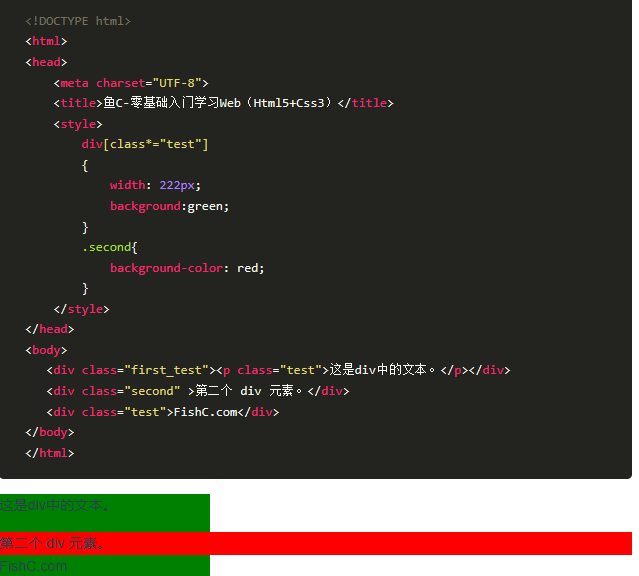 <!DOCTYPE html>
<html>
<head>
    <meta charset="UTF-8">
    <title>鱼C-零基础入门学习Web（Html5+Css3）</title>
    <style>
        div[class*="test"]
        {
            width: 222px;
            background:green;
        }
        .second{
            background-color: red;
        }
    </style>
</head>
<body>
   <div class="first_test"><p class="test">这是div中的文本。</p></div>
   <div class="second" >第二个 div 元素。</div>
   <div class="test">FishC.com</div>
</body>
</html>
这是div中的文本。
第二个 div 元素。
FishC.com